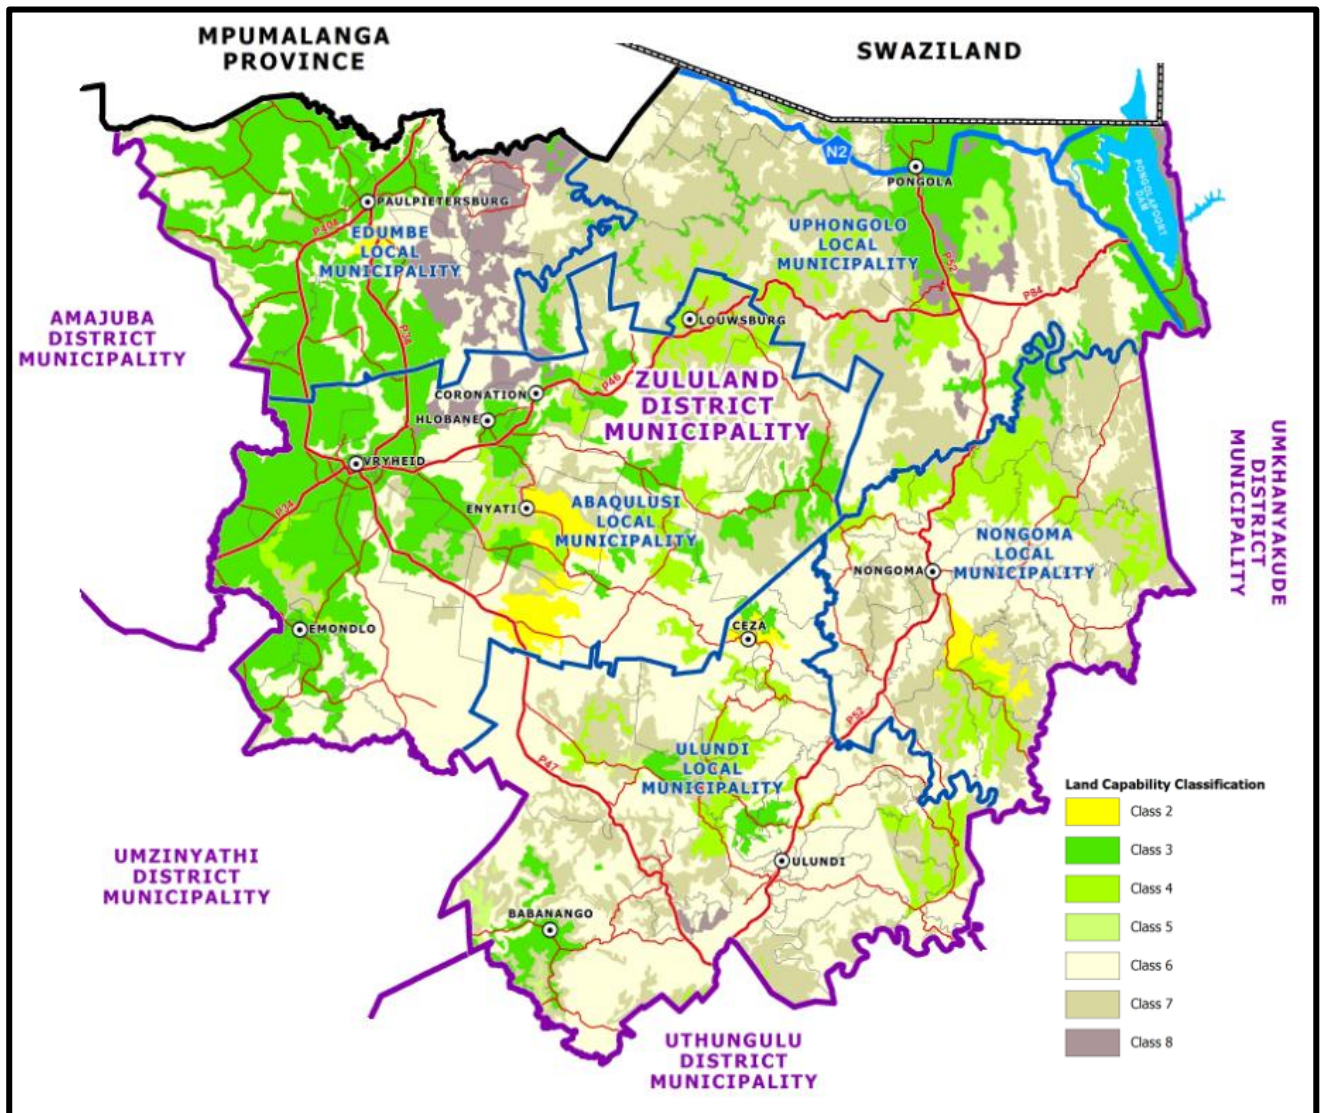 MPUMALANGA
PROVINCE
SWAZILAND
N2
PONGOLA
PONGOLAPOORT
DAM
PAULPIETERSBURG
P404
EDUMBE
LOCAL
MUNICIPALITY
UPHONGOLO
LOCAL
MUNICIPALITY
P52
P84
AMAJUBA
DISTRICT
MUNICIPALITY
P34
LOUWSBURG
P46
ZULULAND
DISTRICT
MUNICIPALITY
CORONATION
HLOBANE
VRYHEID
P34
ENYATI
ABAQULUSI
LOCAL
MUNICIPALITY
UMKHANYAKUDE
DISTRICT
MUNICIPALITY
NONGOMA
LOCAL
MUNICIPALITY
NONGOMA
EMONDLO
CEZA
P52
P47
ULUNDI
LOCAL
MUNICIPALITY
ULUNDI
BABANANGO
UMZINYATHI
DISTRICT
MUNICIPALITY
UTHUNGULU
DISTRICT
MUNICIPALITY
Land Capability Classification
Class 2
Class 3
Class 4
Class 5
Class 6
Class 7
Class 8